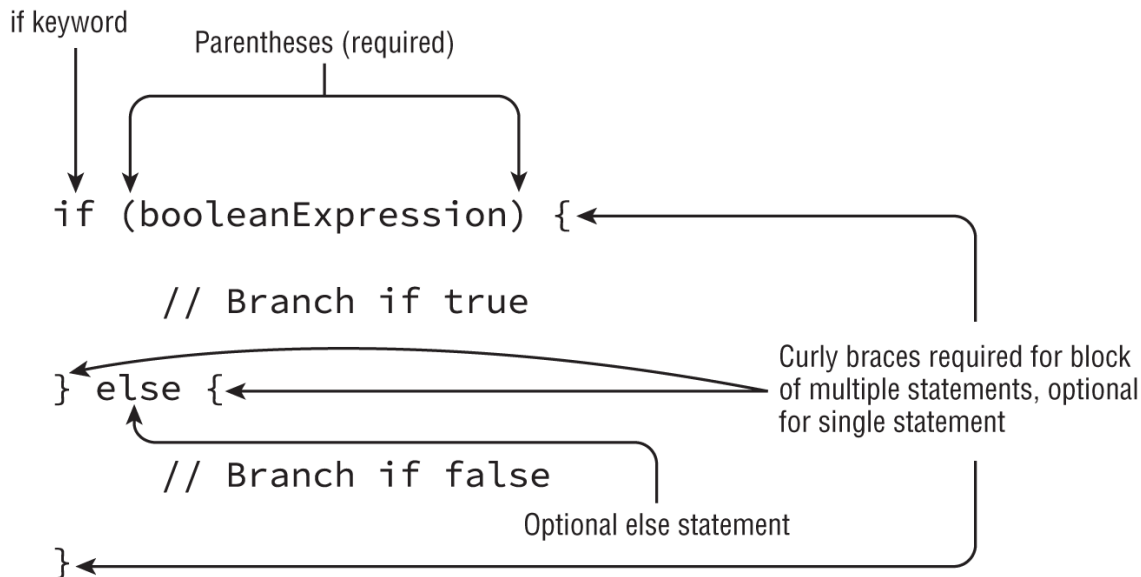 if keyword
Parentheses (required)
if (booleanExpression) {
// Branch if true
} else {
Curly braces required for block
of multiple statements, optional
for single statement
// Branch if false
Optional else statement
}